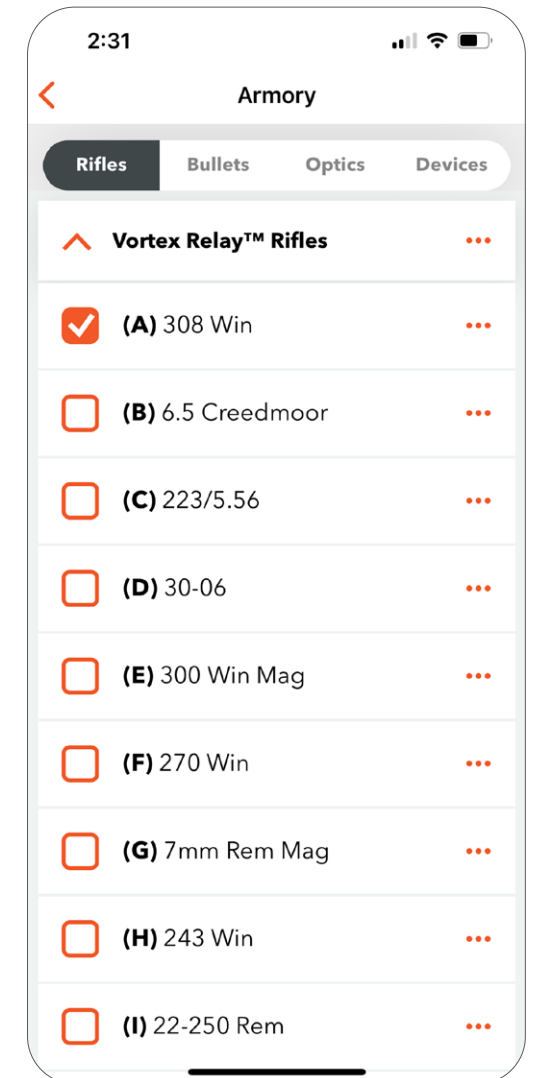 2:31
Armory
Rifles Bullets Optics Devices
Vortex Relay™ Rifles
(A) 308 Win
(B) 6.5 Creedmoor
(C) 223/5.56
(D) 30-06
(E) 300 Win Mag
(F) 270 Win
(G) 7mm Rem Mag
(H) 243 Win
(I) 22-250 Rem